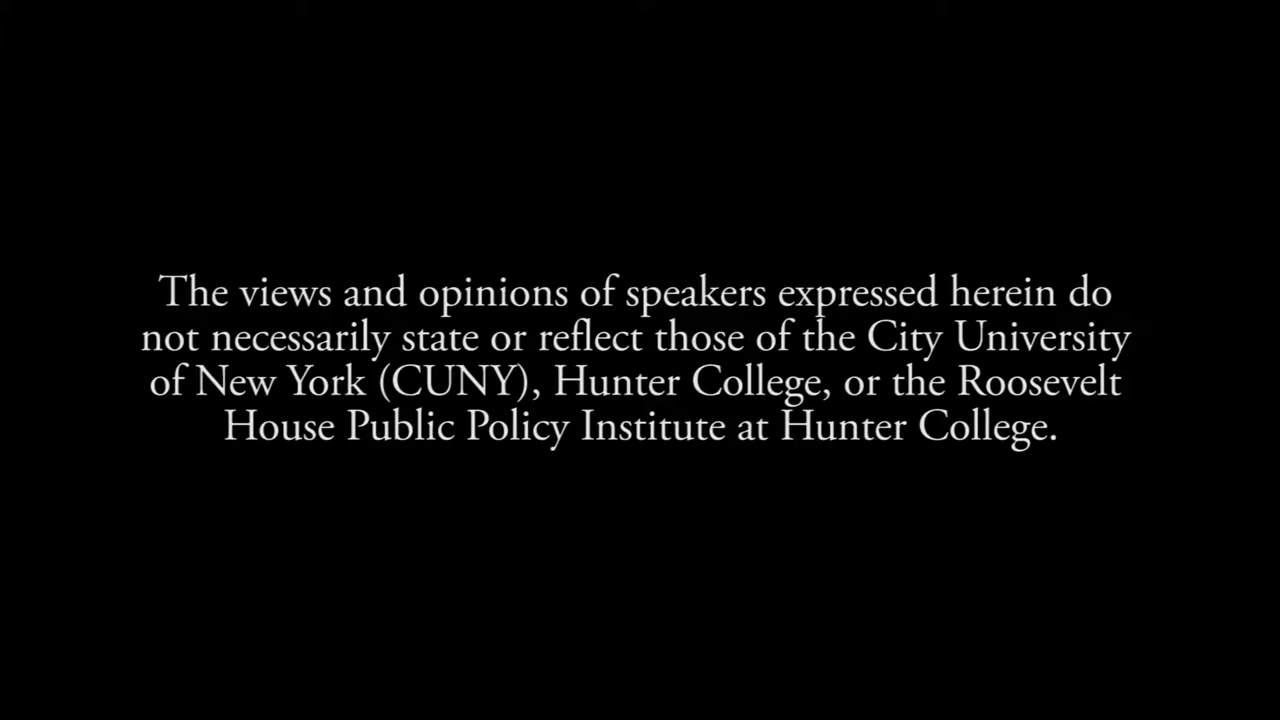 The views and opinions of speakers expressed herein do
not necessarily state or reflect those of the City University
of New York (CUNY), Hunter College, or the Roosevelt
House Public Policy Institute at Hunter College.